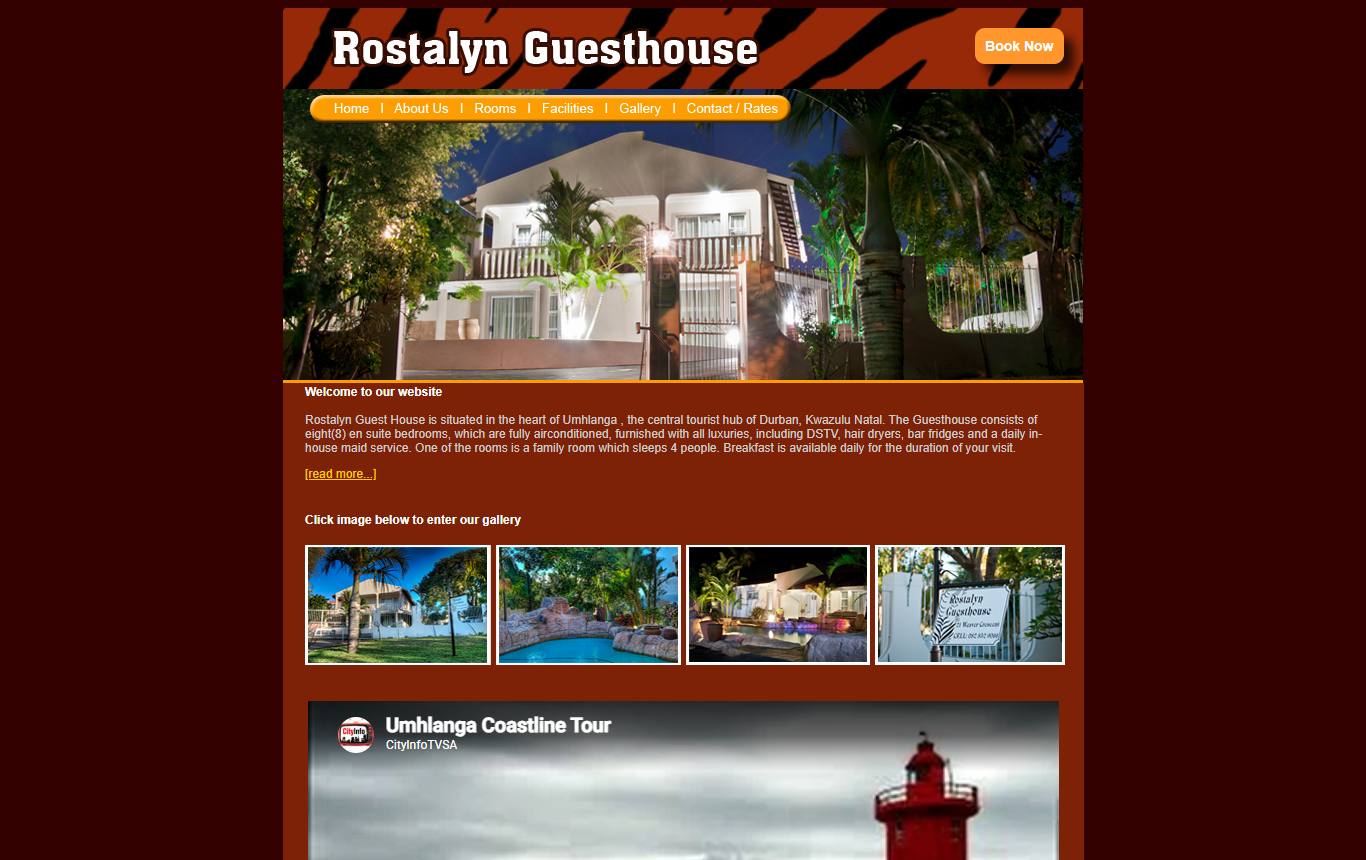 Rostalyn Guesthouse
Book Now
Home | About Us | Rooms | Facilities | Gallery | Contact / Rates
Welcome to our website
Rostalyn Guest House is situated in the heart of Umhlanga , the central tourist hub of Durban, Kwazulu Natal. The Guesthouse consists of
eight(8) en suite bedrooms, which are fully airconditioned, furnished with all luxuries, including DSTV, hair dryers, bar fridges and a daily in-
house maid service. One of the rooms is a family room which sleeps 4 people. Breakfast is available daily for the duration of your visit.
[read more...]
Click image below to enter our gallery
Rostalyn
Guesthouse
21 Weaver Crescent
CityInfo
Umhlanga Coastline Tour
CityInfoTVSA